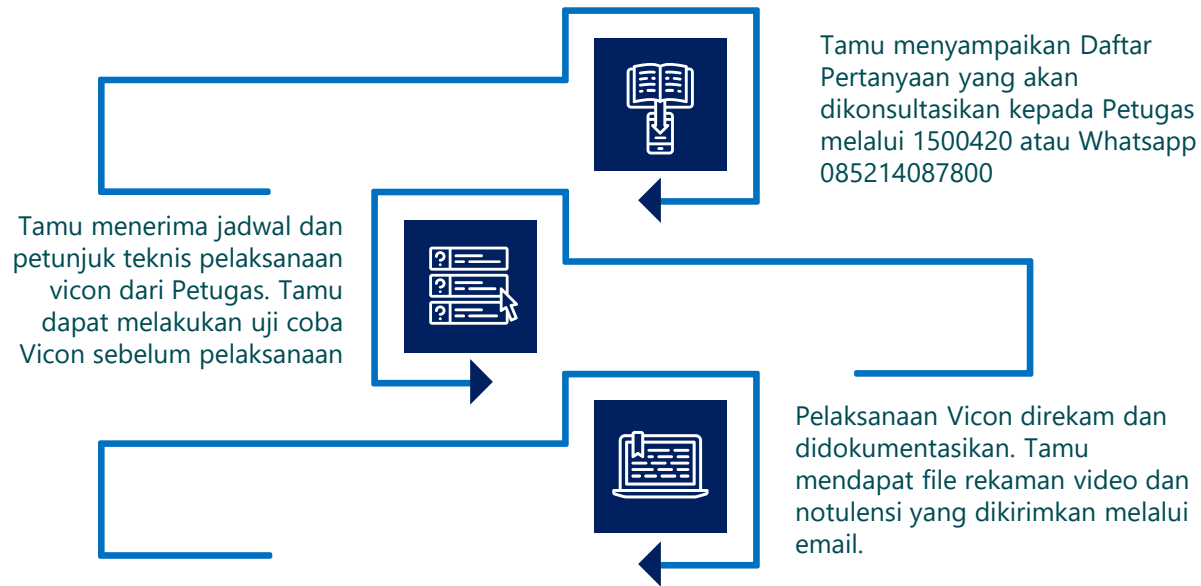 Tamu menyampaikan Daftar
Pertanyaan yang akan
dikonsultasikan kepada Petugas
melalui 1500420 atau Whatsapp
085214087800
Tamu menerima jadwal dan
petunjuk teknis pelaksanaan
vicon dari Petugas. Tamu
dapat melakukan uji coba
Vicon sebelum pelaksanaan
Pelaksanaan Vicon direkam dan
didokumentasikan. Tamu
mendapat file rekaman video dan
notulensi yang dikirimkan melalui
email.